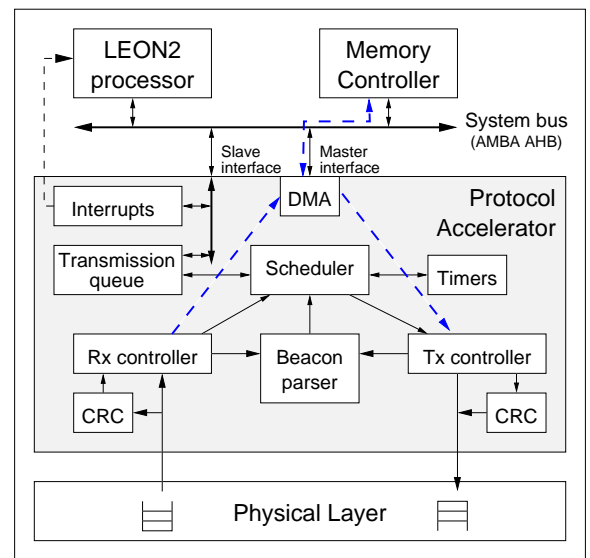 LEON2
processor
Memory
Controller
System bus
(AMBA AHB)
Slave
interface
Master
interface
Interrupts
DMA
Protocol
Accelerator
Transmission
queue
Scheduler
Timers
Rx controller
Beacon
parser
Tx controller
CRC
CRC
Physical Layer